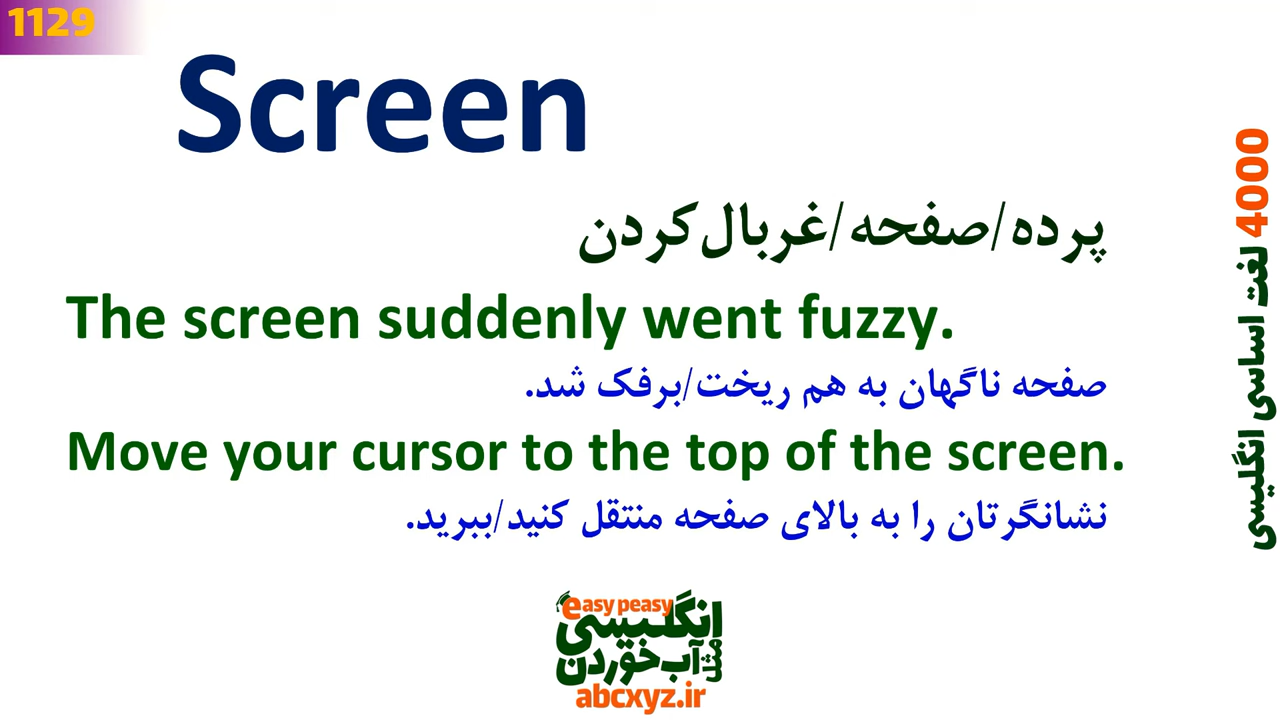 1129
Screen
پرده/صفحه/غربال‌کردن
The screen suddenly went fuzzy.
صفحه ناگهان به هم ریخت/برفک شد.
Move your cursor to the top of the screen.
نشانگرتان را به بالای صفحه منتقل کنید/ببرید.
4000 لغت اساسی انگلیسی
easy peasy
انگلیسی
مثل آب‌خوردن
abcxyz.ir